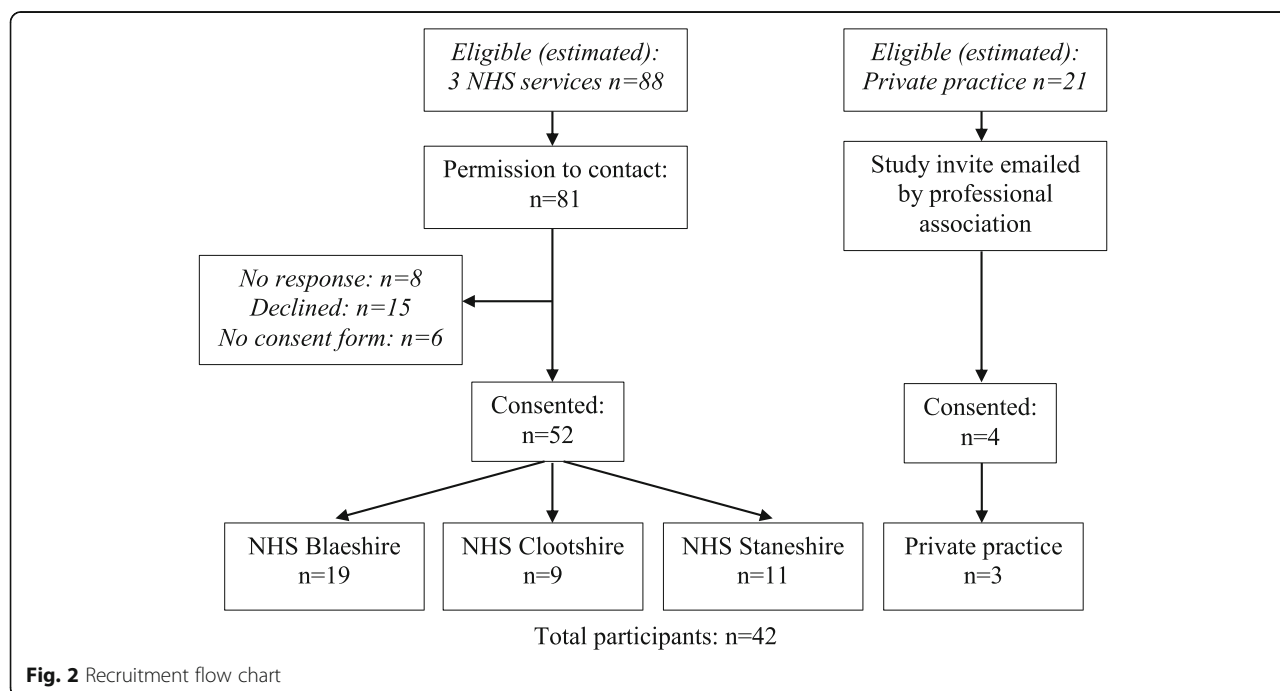 Eligible (estimated):
3 NHS services n=88
Eligible (estimated):
Private practice n=21
Permission to contact:
n=81
Study invite emailed
by professional
association
No response: n=8
Declined: n=15
No consent form: n=6
Consented:
n=52
Consented:
n=4
NHS Blaeshire
n=19
NHS Clootshire
n=9
NHS Staneshire
n=11
Private practice
n=3
Total participants: n=42
Fig. 2 Recruitment flow chart